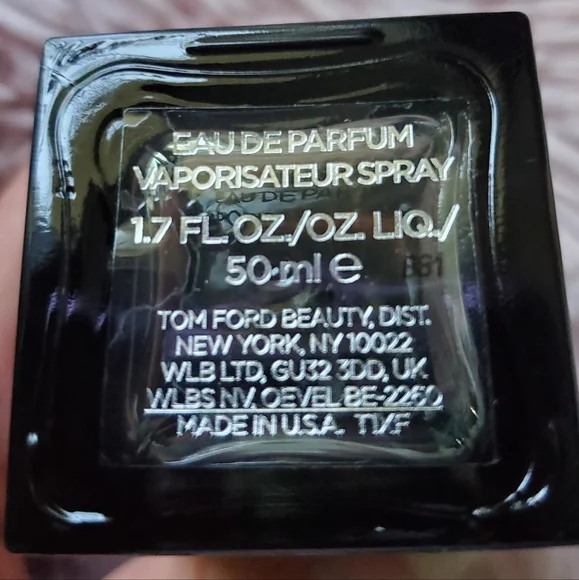 EAU DE PARFUM
VAPORISATEUR SPRAY
1.7 FL. OZ./OZ. LIQ./
50 ml e
TOM FORD BEAUTY, DIST.
NEW YORK, NY 10022
WLB LTD, GU32 3DD, UK
WLBS NV, OEVEL BE-2260
MADE IN U.S.A. TI/F